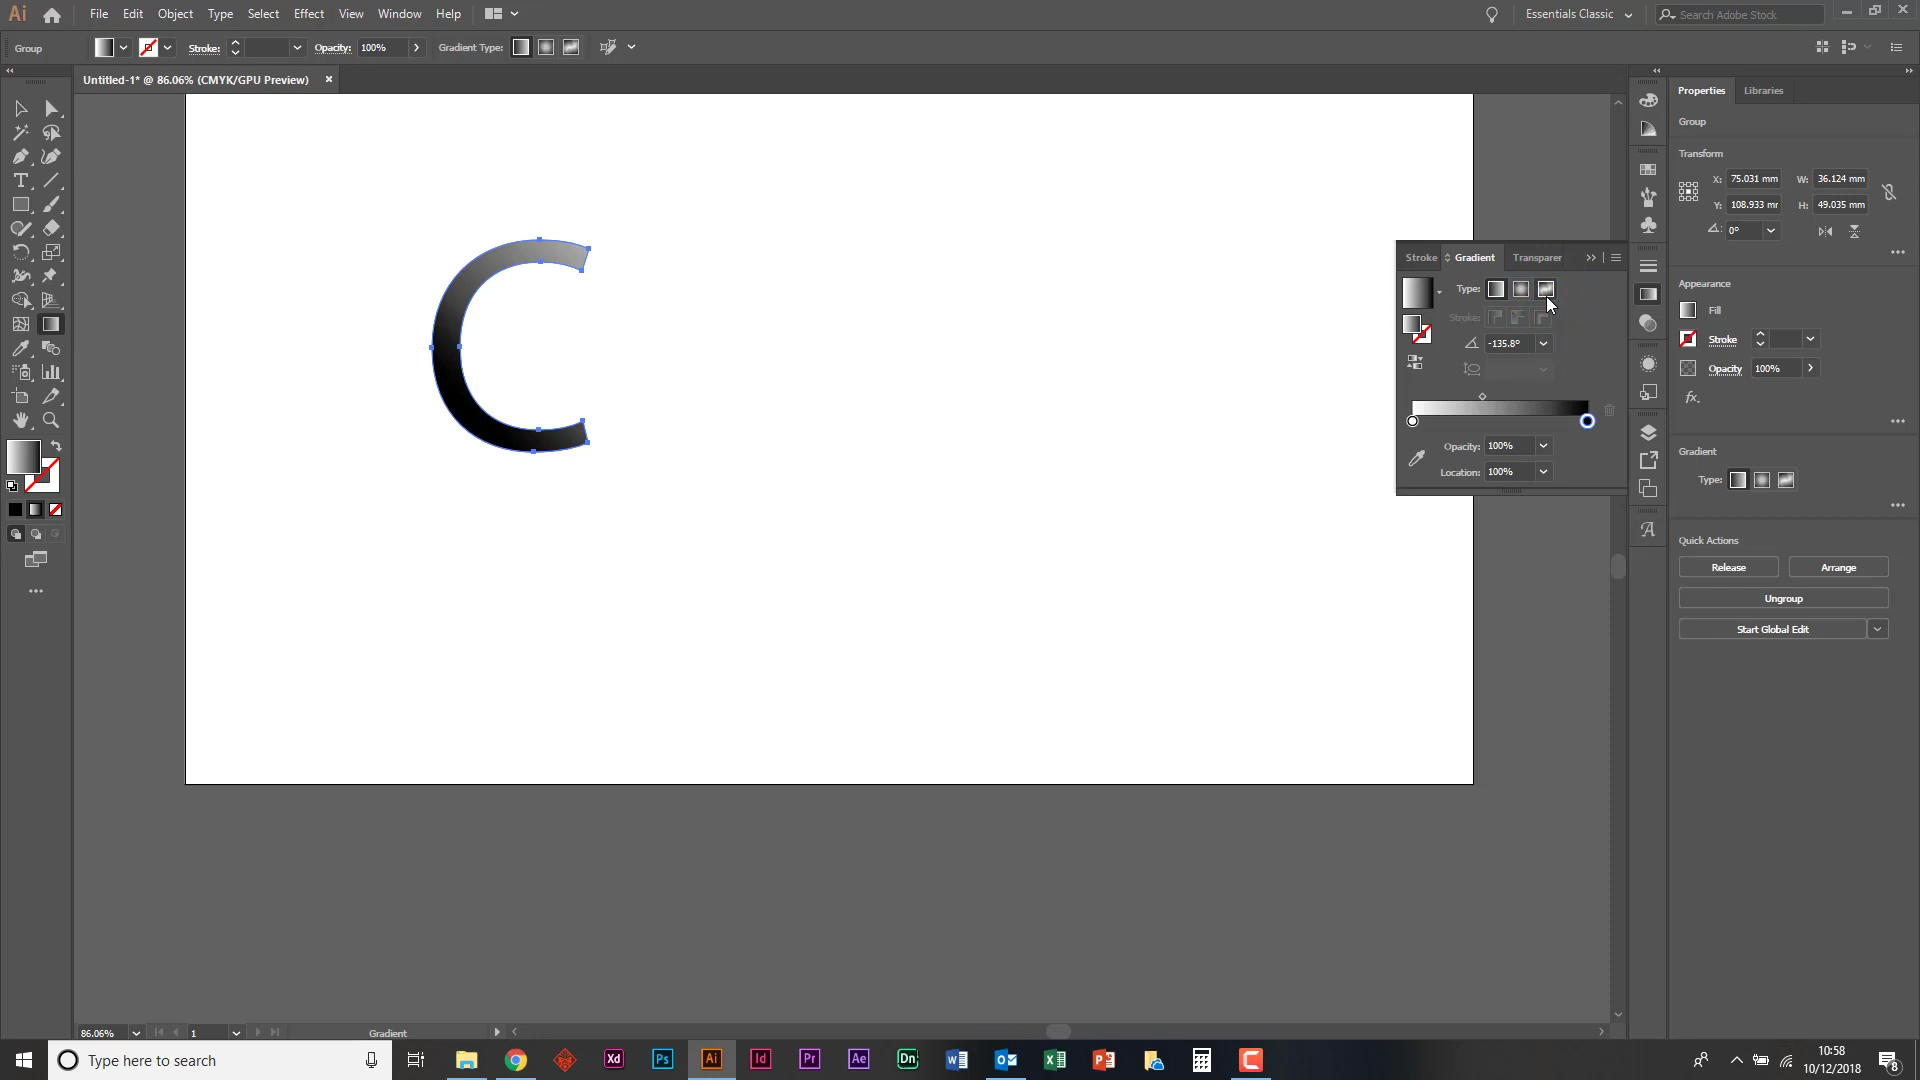 Ai File Edit Object Type Select Effect View Window Help Essentials Classic Search Adobe Stock
Group Stroke: Opacity: 100% Gradient Type:
Untitled-1* @ 86.06% (CMYK/GPU Preview) ×
C
Stroke Gradient Transparer
Type:
Stroke:
-135.8°
Opacity: 100%
Location: 100%
Properties Libraries
Group
Transform
X: 75.031 mm W: 36.124 mm
Y: 108.933 mr H: 49.035 mm
0°
Appearance
Fill
Stroke
Opacity 100%
fx.
Gradient
Type:
Quick Actions
Release Arrange
Ungroup
Start Global Edit
86.06% 1 Gradient
Type here to search Xd Ps Ai Id Pr Ae Dn 10:58
10/12/2018 8